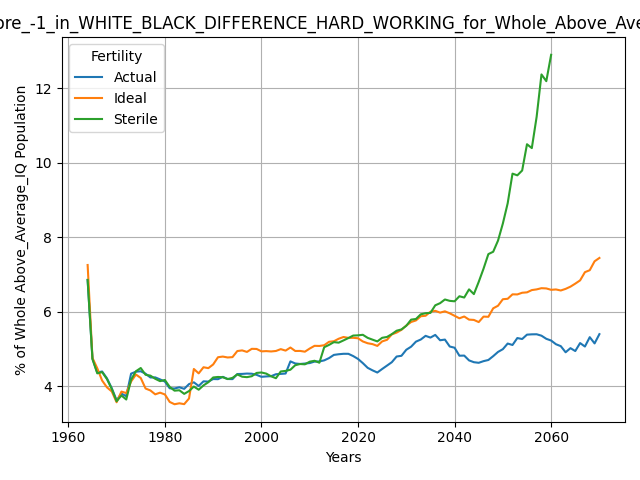 ore_-1_in_WHITE_BLACK_DIFFERENCE_HARD_WORKING_for_Whole_Above_Ave
Fertility
Actual
Ideal
Sterile
% of Whole Above_Average_IQ Population
12
10
8
6
4
1960
1980
2000
2020
2040
2060
Years